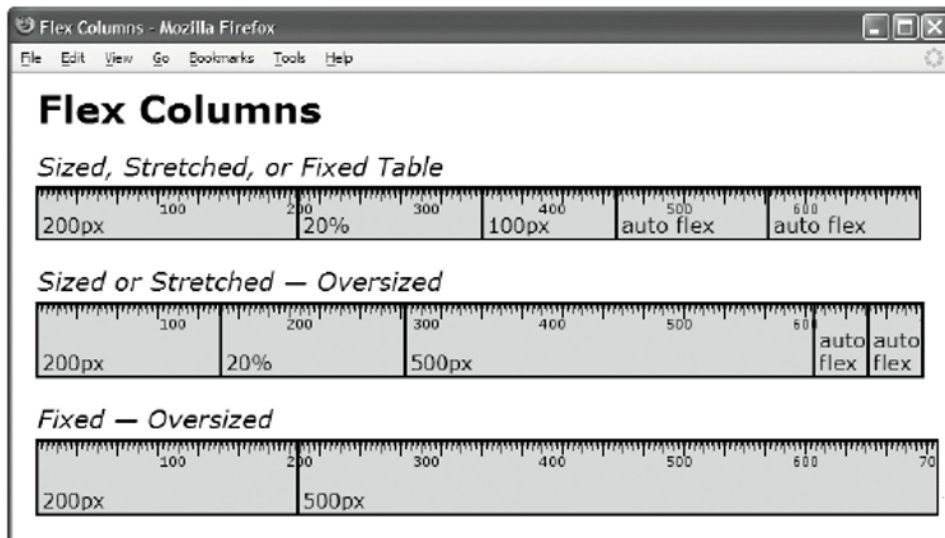 Flex Columns - Mozilla Firefox
File Edit View Go Bookmarks Tools Help
Flex Columns
Sized, Stretched, or Fixed Table
100 200 300 400 500 600
200px 20% 100px auto flex auto flex
Sized or Stretched — Oversized
100 200 300 400 500 60
200px 20% 500px auto flex auto flex
Fixed — Oversized
100 200 300 400 500 600 70
200px 500px